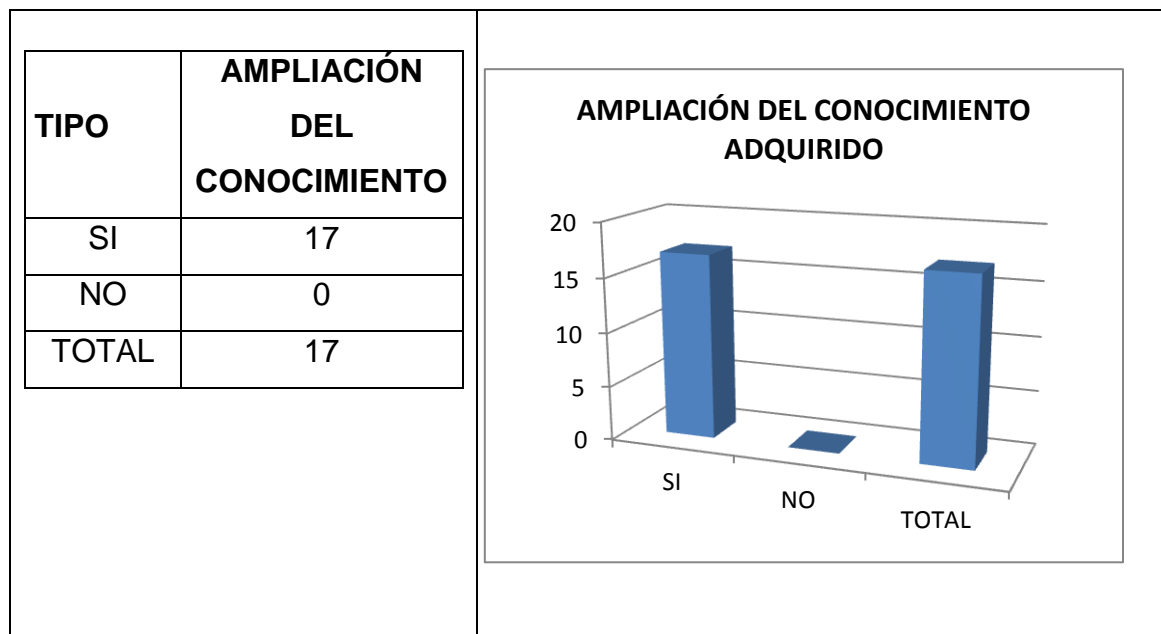 TIPO
AMPLIACIÓN
DEL
CONOCIMIENTO
SI 17
NO 0
TOTAL 17
AMPLIACIÓN DEL CONOCIMIENTO
ADQUIRIDO
20
15
10
5
0
SI
NO
TOTAL